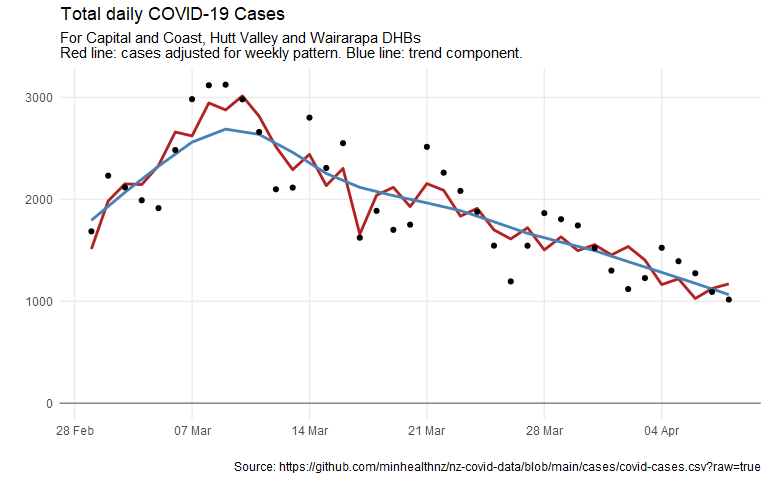 Total daily COVID-19 Cases
For Capital and Coast, Hutt Valley and Wairarapa DHBs
Red line: cases adjusted for weekly pattern. Blue line: trend component.
3000
2000
1000
0
28 Feb
07 Mar
14 Mar
21 Mar
28 Mar
04 Apr
Source: https://github.com/minhealthnz/nz-covid-data/blob/main/cases/covid-cases.csv?raw=true